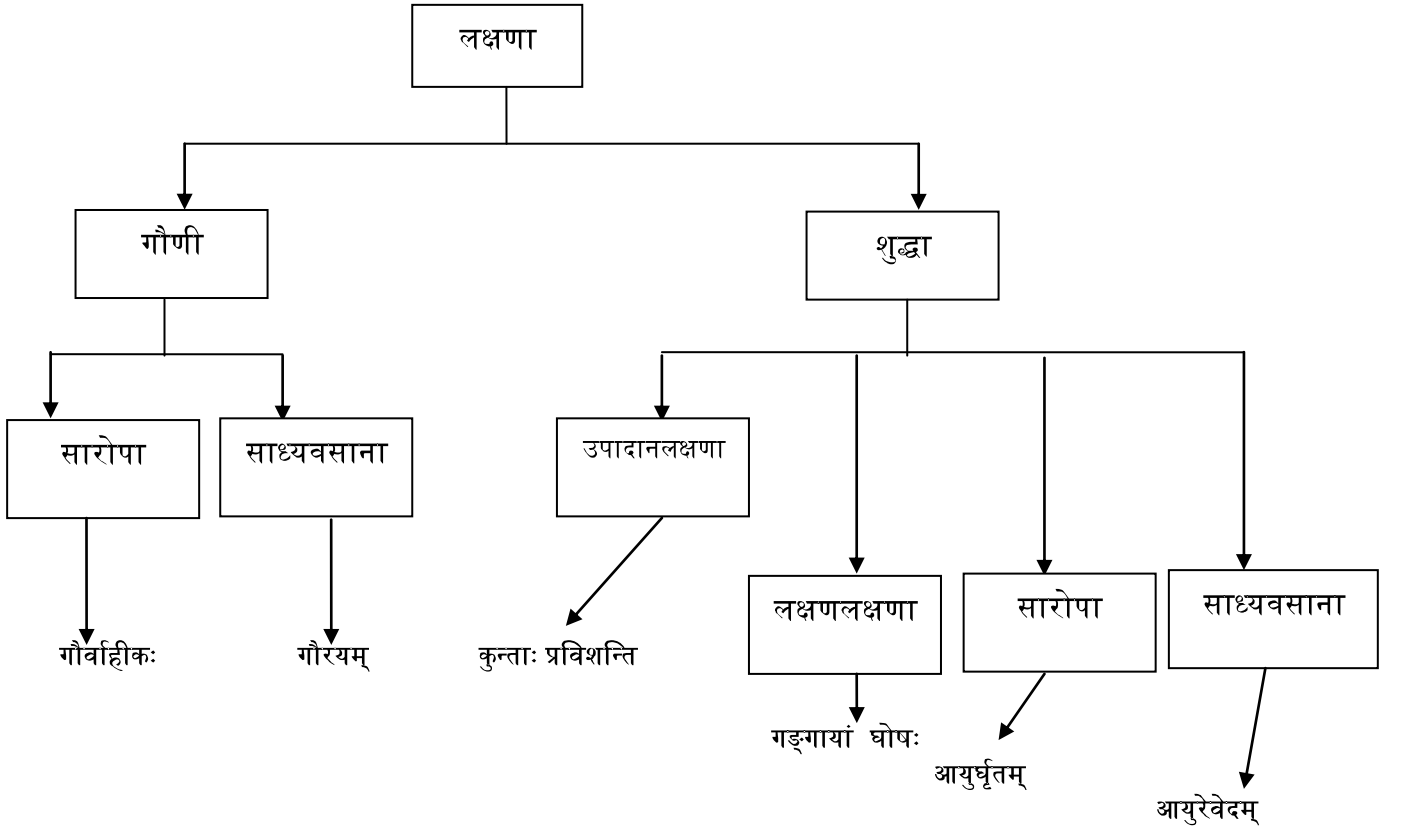 लक्षणा
गौणी
शुद्धा
सारोपा
साध्यवसाना
उपादानलक्षणा
लक्षणलक्षणा
सारोपा
साध्यवसाना
गौर्वाहीकः
गौरयम्
कुन्ताः प्रविशन्ति
गङ्गायां घोषः
आयुर्घृतम्
आयुरेवेदम्